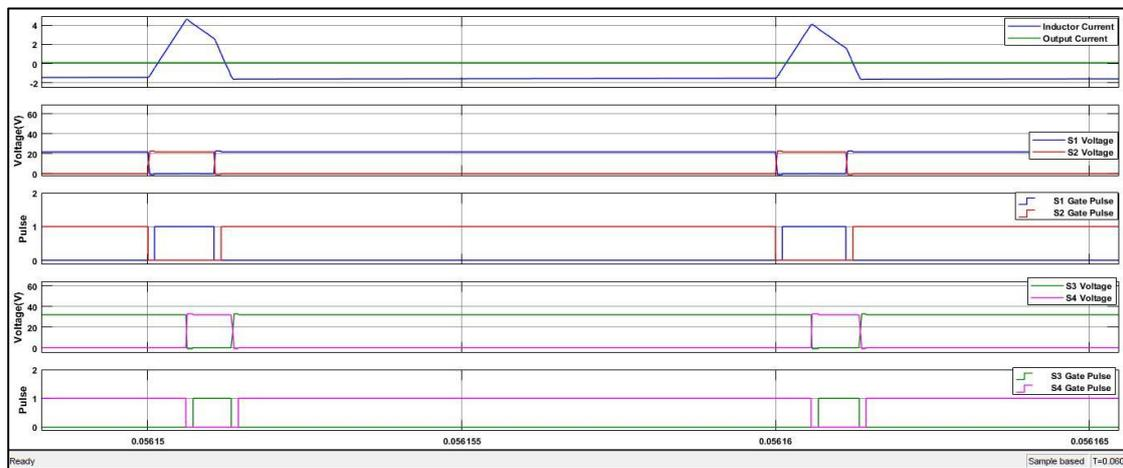 4
2
0
-2
Inductor Current
Output Current
Voltage(V)
60
40
20
0
S1 Voltage
S2 Voltage
Pulse
2
1
0
S1 Gate Pulse
S2 Gate Pulse
Voltage(V)
60
40
20
0
S3 Voltage
S4 Voltage
Pulse
2
1
0
S3 Gate Pulse
S4 Gate Pulse
0.05615
0.056155
0.05616
0.056165
Ready
Sample based
T=0.060